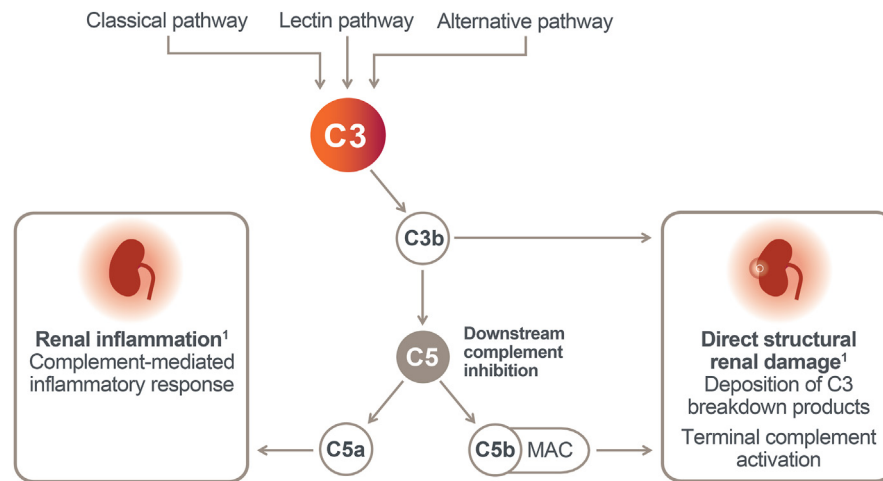 Classical pathway
Lectin pathway
Alternative pathway
C3
C3b
Renal inflammation¹
Complement-mediated
inflammatory response
C5
Downstream
complement
inhibition
C5a
C5b
MAC
Direct structural
renal damage¹
Deposition of C3
breakdown products
Terminal complement
activation